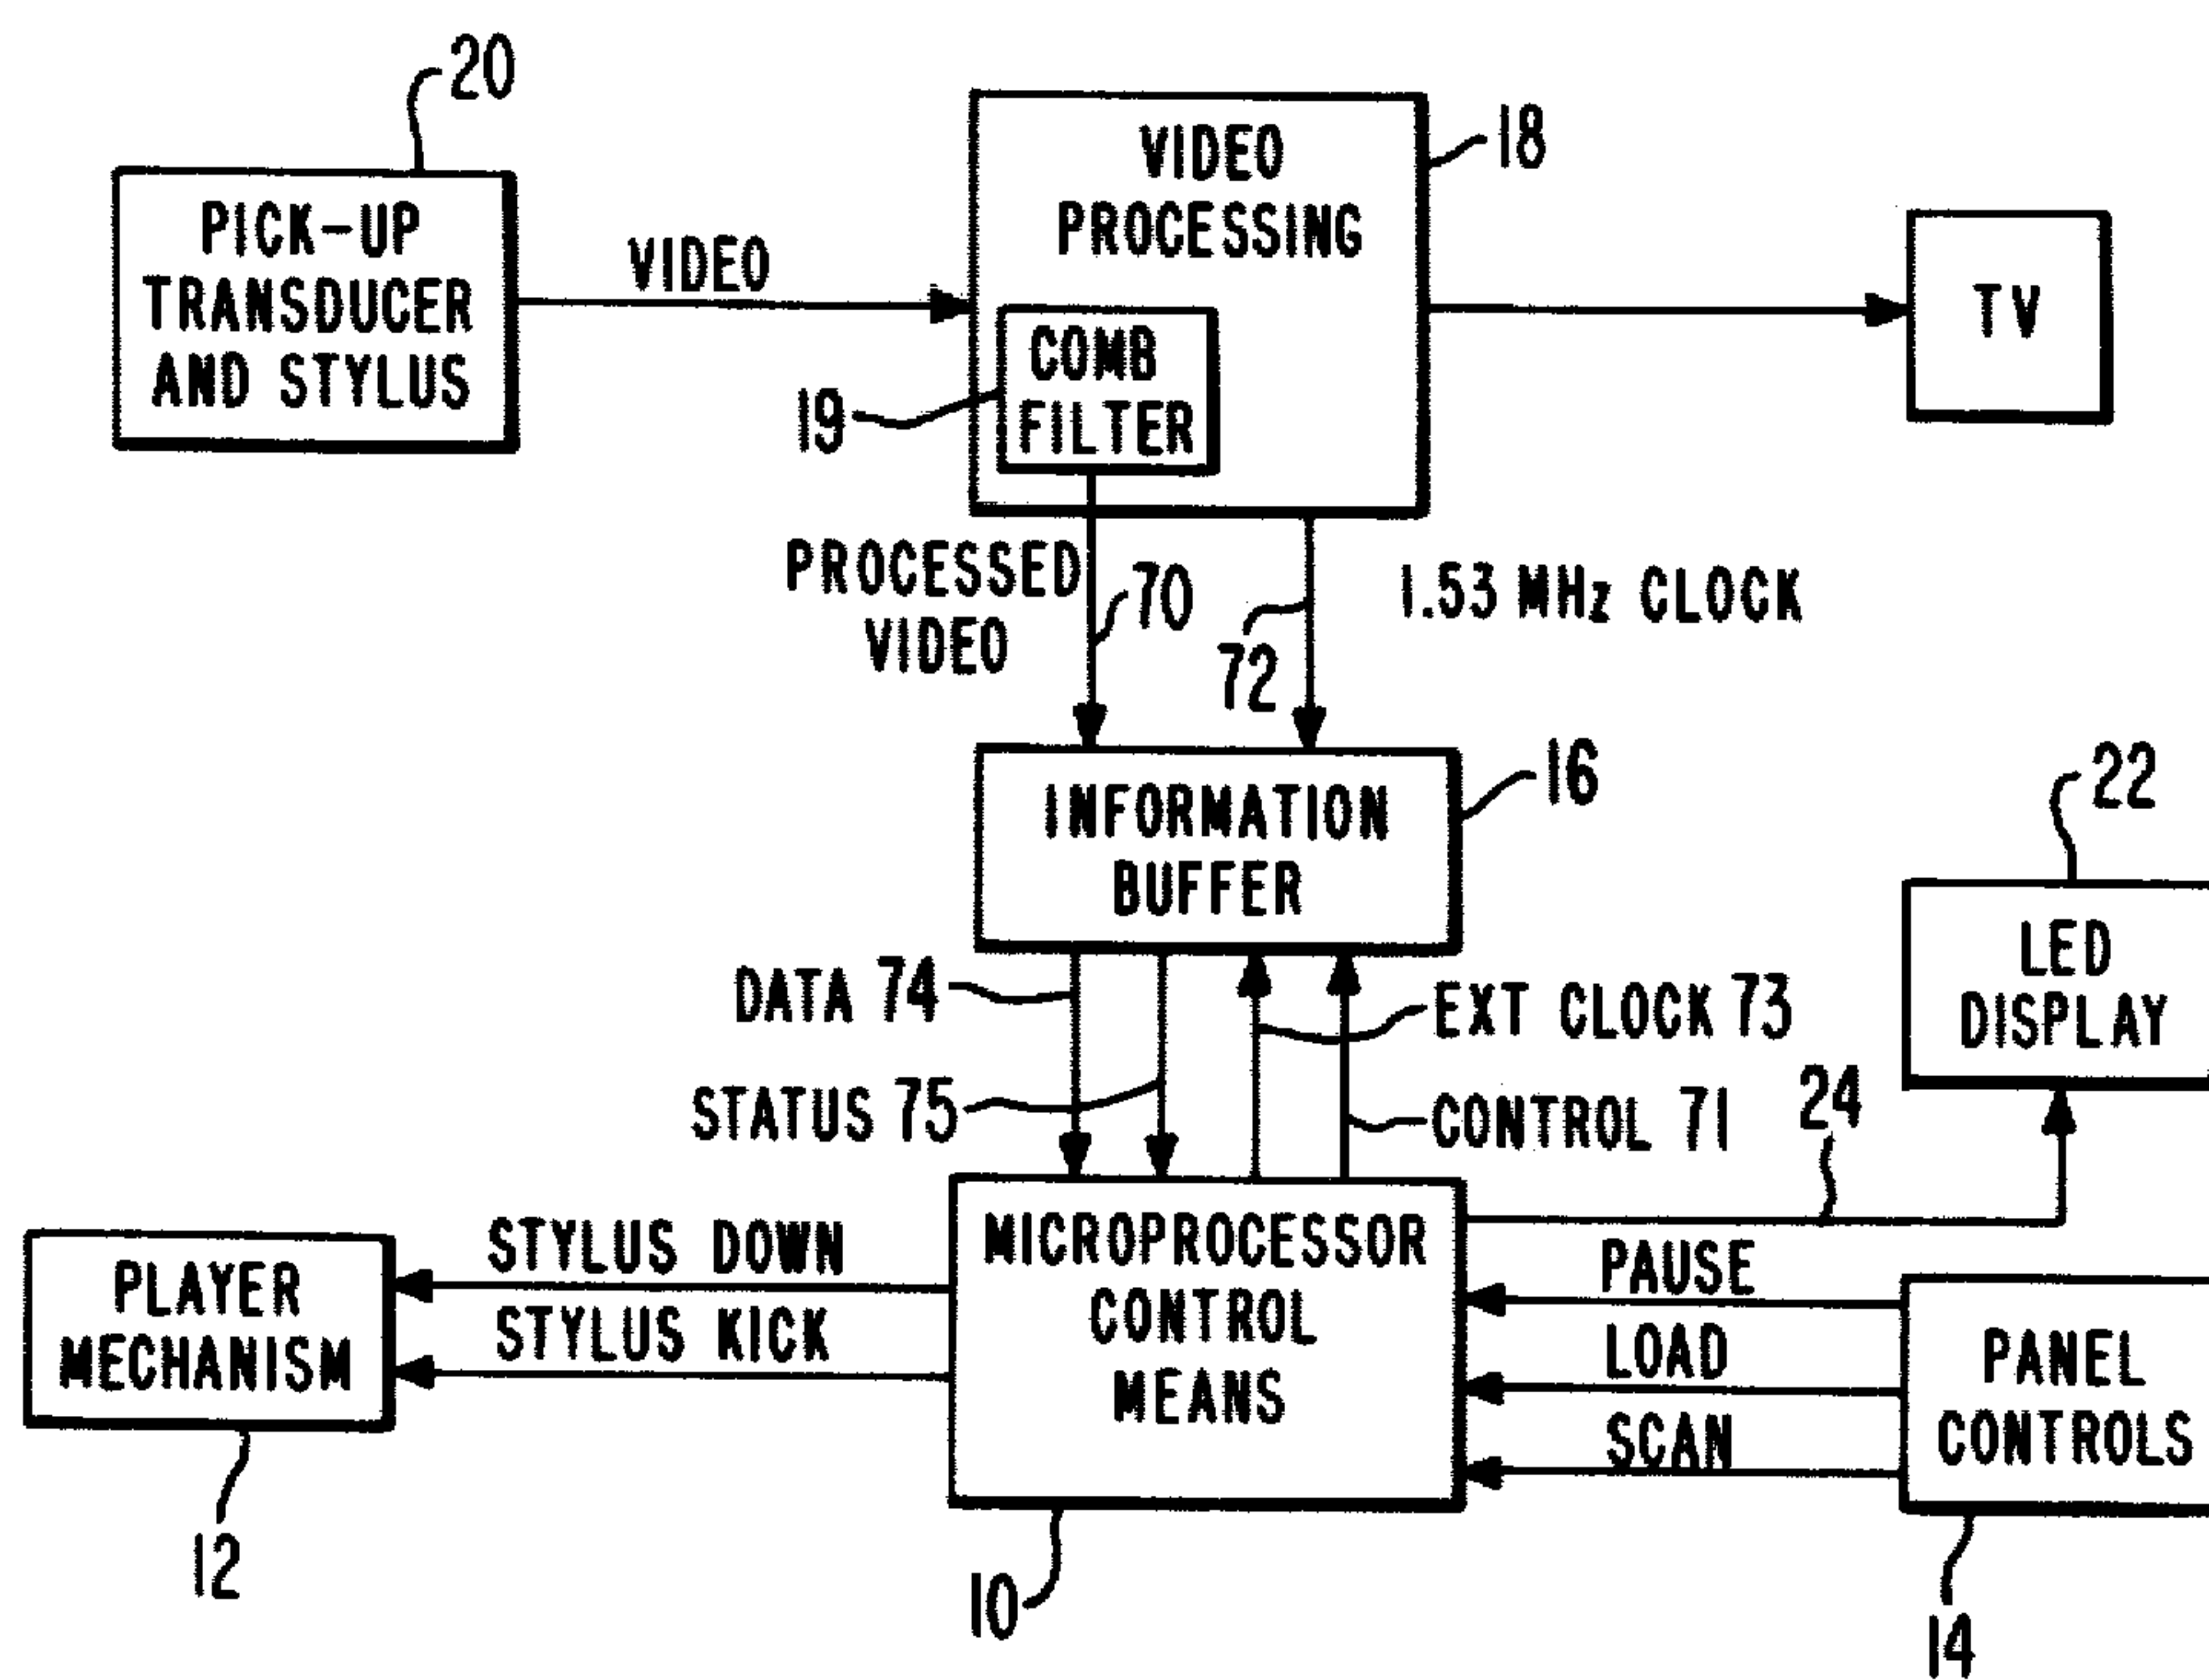 20
PICK-UP
TRANSDUCER
AND STYLUS
VIDEO
VIDEO
PROCESSING
18
COMB
FILTER
19
TV
PROCESSED
VIDEO
70
72
1.53 MHz CLOCK
INFORMATION
BUFFER
16
22
LED
DISPLAY
DATA 74
STATUS 75
EXT CLOCK 73
CONTROL 71
24
PLAYER
MECHANISM
12
STYLUS DOWN
STYLUS KICK
MICROPROCESSOR
CONTROL
MEANS
10
PAUSE
LOAD
SCAN
PANEL
CONTROLS
14